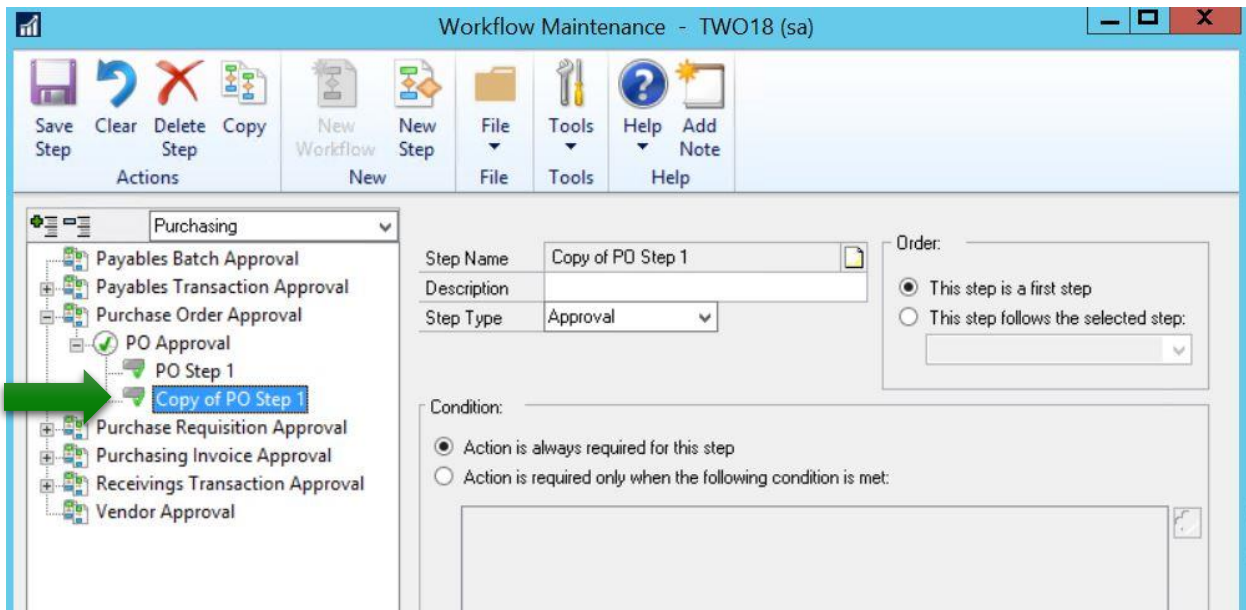 Workflow Maintenance - TWO18 (sa)
Save Step
Clear
Delete Step
Copy
New Workflow
New Step
File
Tools
Help
Add Note
Actions
New
File
Tools
Help
Purchasing
Payables Batch Approval
Payables Transaction Approval
Purchase Order Approval
PO Approval
PO Step 1
Copy of PO Step 1
Purchase Requisition Approval
Purchasing Invoice Approval
Receivings Transaction Approval
Vendor Approval
Step Name Copy of PO Step 1
Description
Step Type Approval
Order:
This step is a first step
This step follows the selected step:
Condition:
Action is always required for this step
Action is required only when the following condition is met: